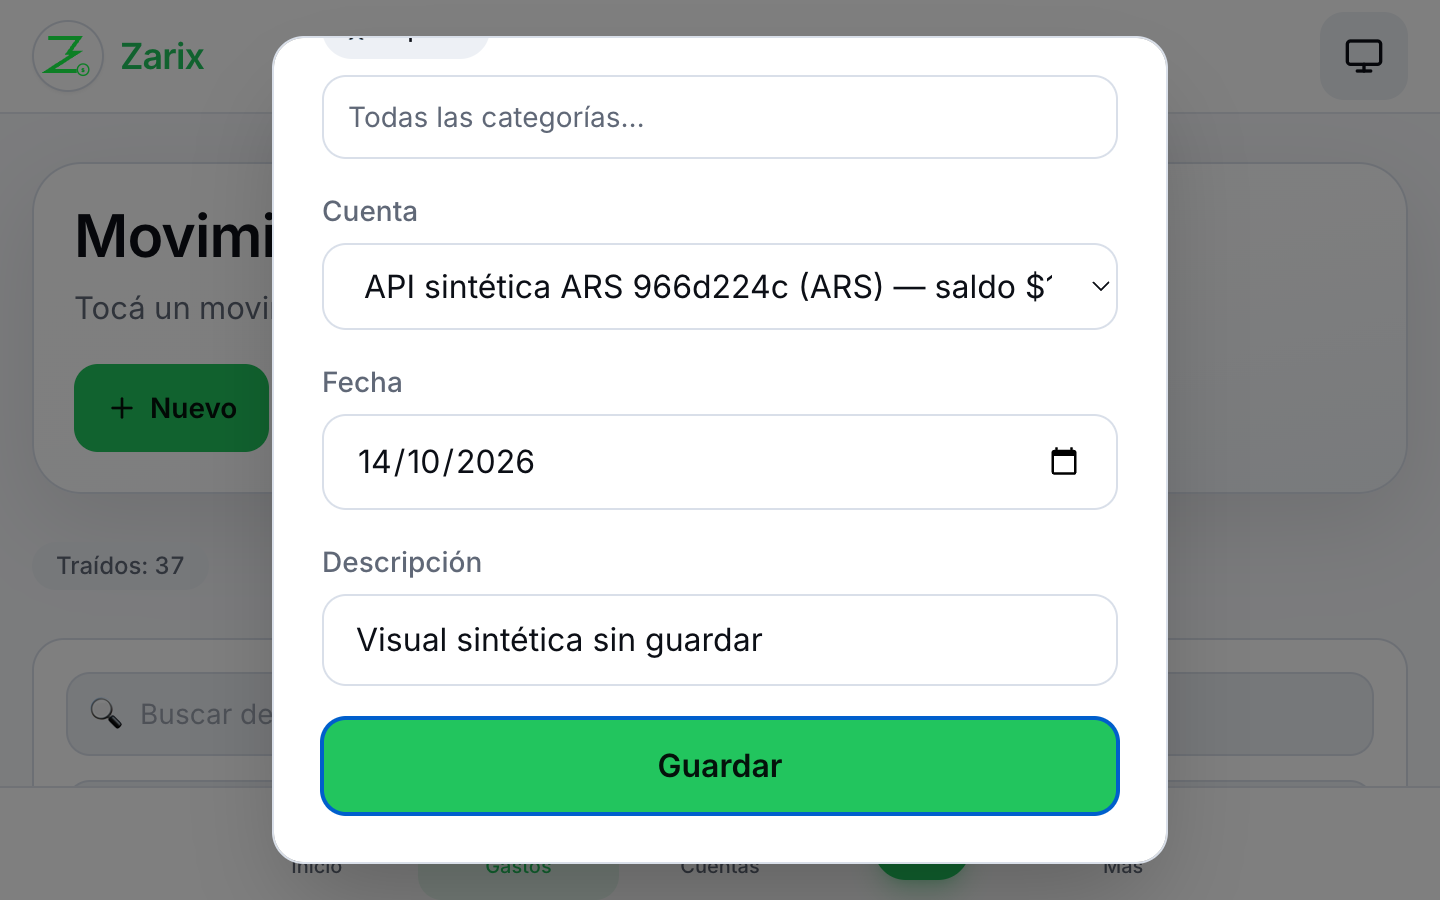 Zarix
Todas las categorías...
Movimi
Cuenta
API sintética ARS 966d224c (ARS) — saldo $
Tocá un movi
Fecha
+ Nuevo
14/10/2026
Traídos: 37
Descripción
Visual sintética sin guardar
Buscar de
Guardar
Inicio
Gastos
Cuentas
Más